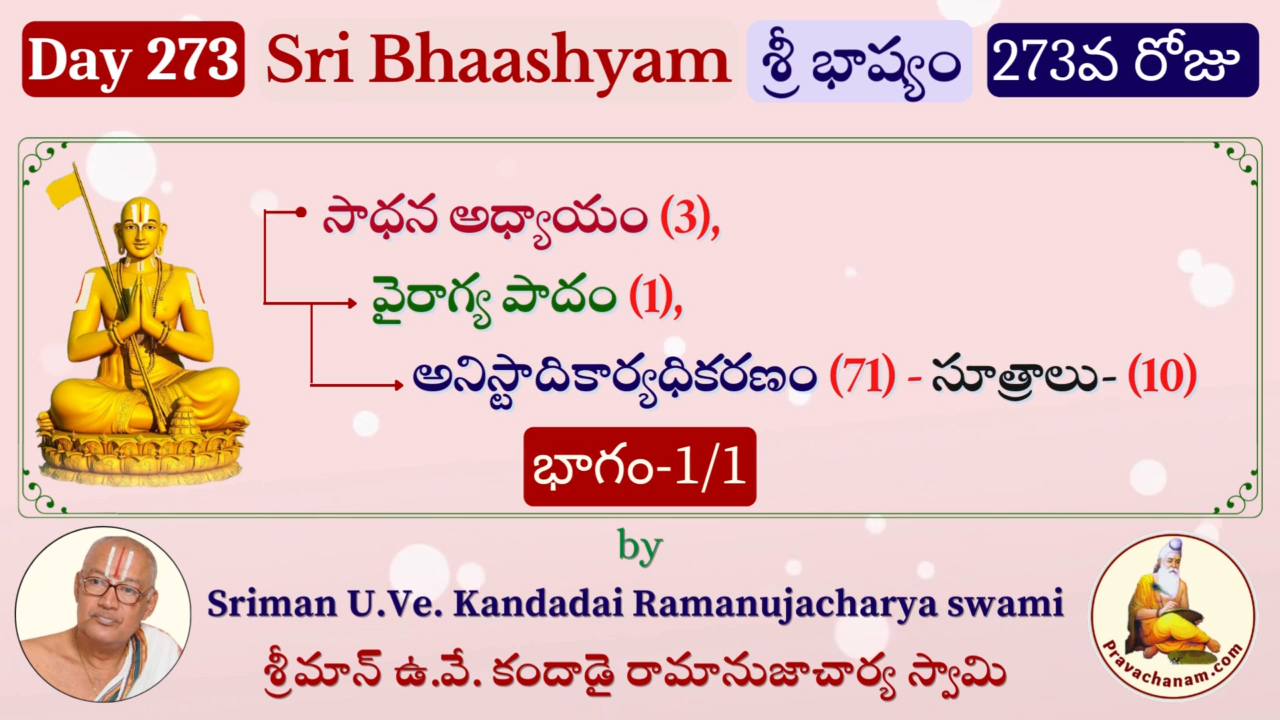 Day 273 Sri Bhaashyam శ్రీ భాష్యం 273వ రోజు
సాధన అధ్యాయం (3),
వైరాగ్య పాదం (1),
అనిస్టాదికార్యధికరణం (71) - సూత్రాలు- (10)
భాగం-1/1
by
Sriman U.Ve. Kandadai Ramanujacharya swami
శ్రీమాన్ ఉ.వే. కందాడై రామానుజాచార్య స్వామి
Pravachanam.com